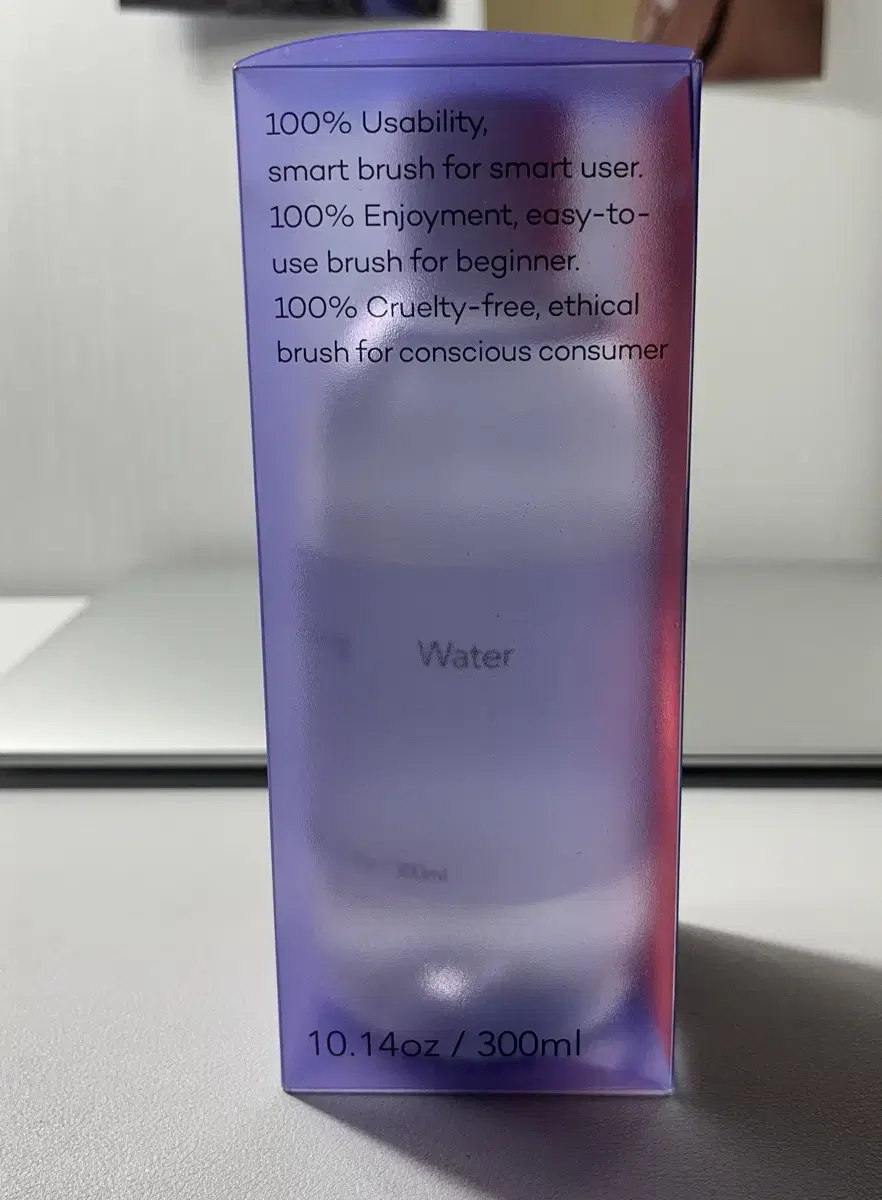 100% Usability,
smart brush for smart user.
100% Enjoyment, easy-to-
use brush for beginner.
100% Cruelty-free, ethical
brush for conscious consumer
Water
300ml
10.14oz / 300ml